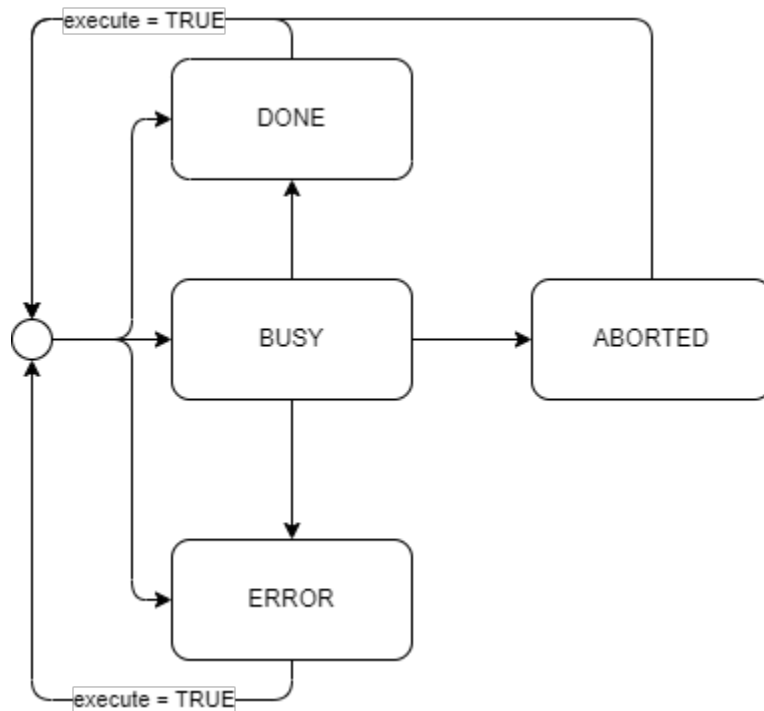 execute = TRUE
DONE
BUSY
ABORTED
ERROR
execute = TRUE